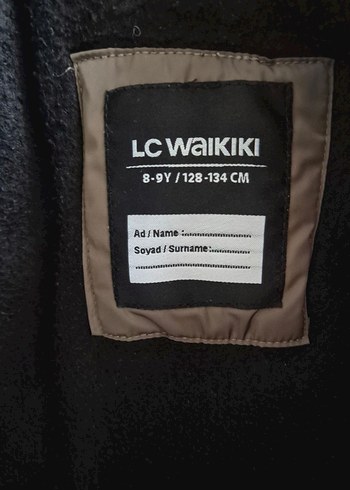 LC WAIKIKI
8-9Y / 128-134 CM
Ad / Name :........................
Soyad / Surname:..............
..........................................